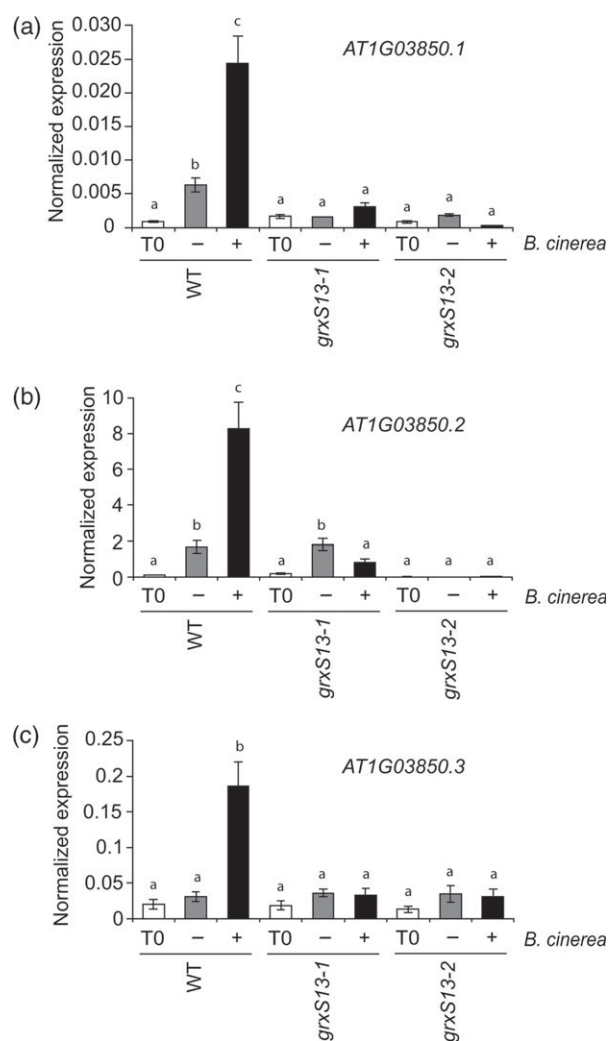 (a)
AT1G03850.1
Normalized expression
0.030
0.025
0.020
0.015
0.010
0.005
0
a b c a a a a a a
T0 – + T0 – + T0 – + B. cinerea
WT grxS13-1 grxS13-2
(b)
AT1G03850.2
Normalized expression
10
8
6
4
2
0
a b c a b a a a a
T0 – + T0 – + T0 – + B. cinerea
WT grxS13-1 grxS13-2
(c)
AT1G03850.3
Normalized expression
0.25
0.2
0.15
0.1
0.05
0
a a b a a a a a a
T0 – + T0 – + T0 – + B. cinerea
WT grxS13-1 grxS13-2